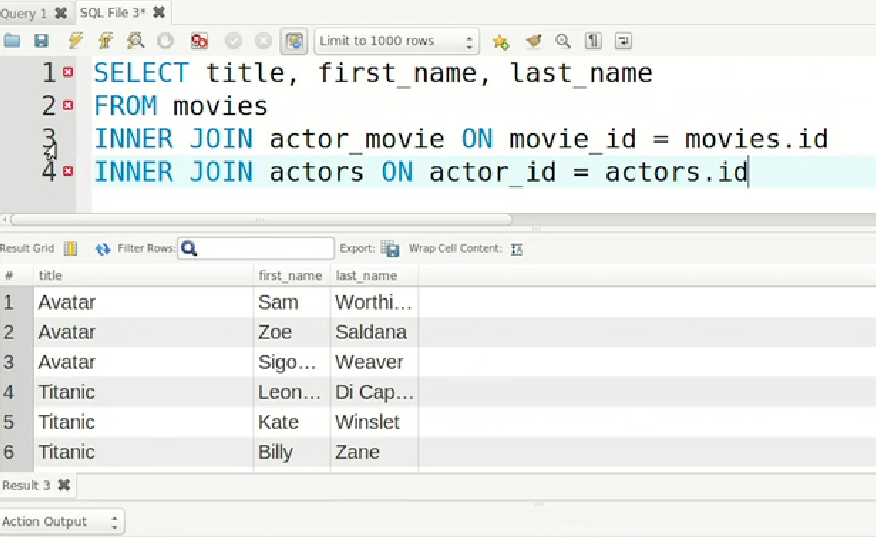 Query 1 SQL File 3*
Limit to 1000 rows
1 SELECT title, first_name, last_name
2 FROM movies
3 INNER JOIN actor_movie ON movie_id = movies.id
4 INNER JOIN actors ON actor_id = actors.id
Result Grid Filter Rows: Export: Wrap Cell Content:
# title first_name last_name
1 Avatar Sam Worthi...
2 Avatar Zoe Saldana
3 Avatar Sigo... Weaver
4 Titanic Leon... Di Cap...
5 Titanic Kate Winslet
6 Titanic Billy Zane
Result 3
Action Output